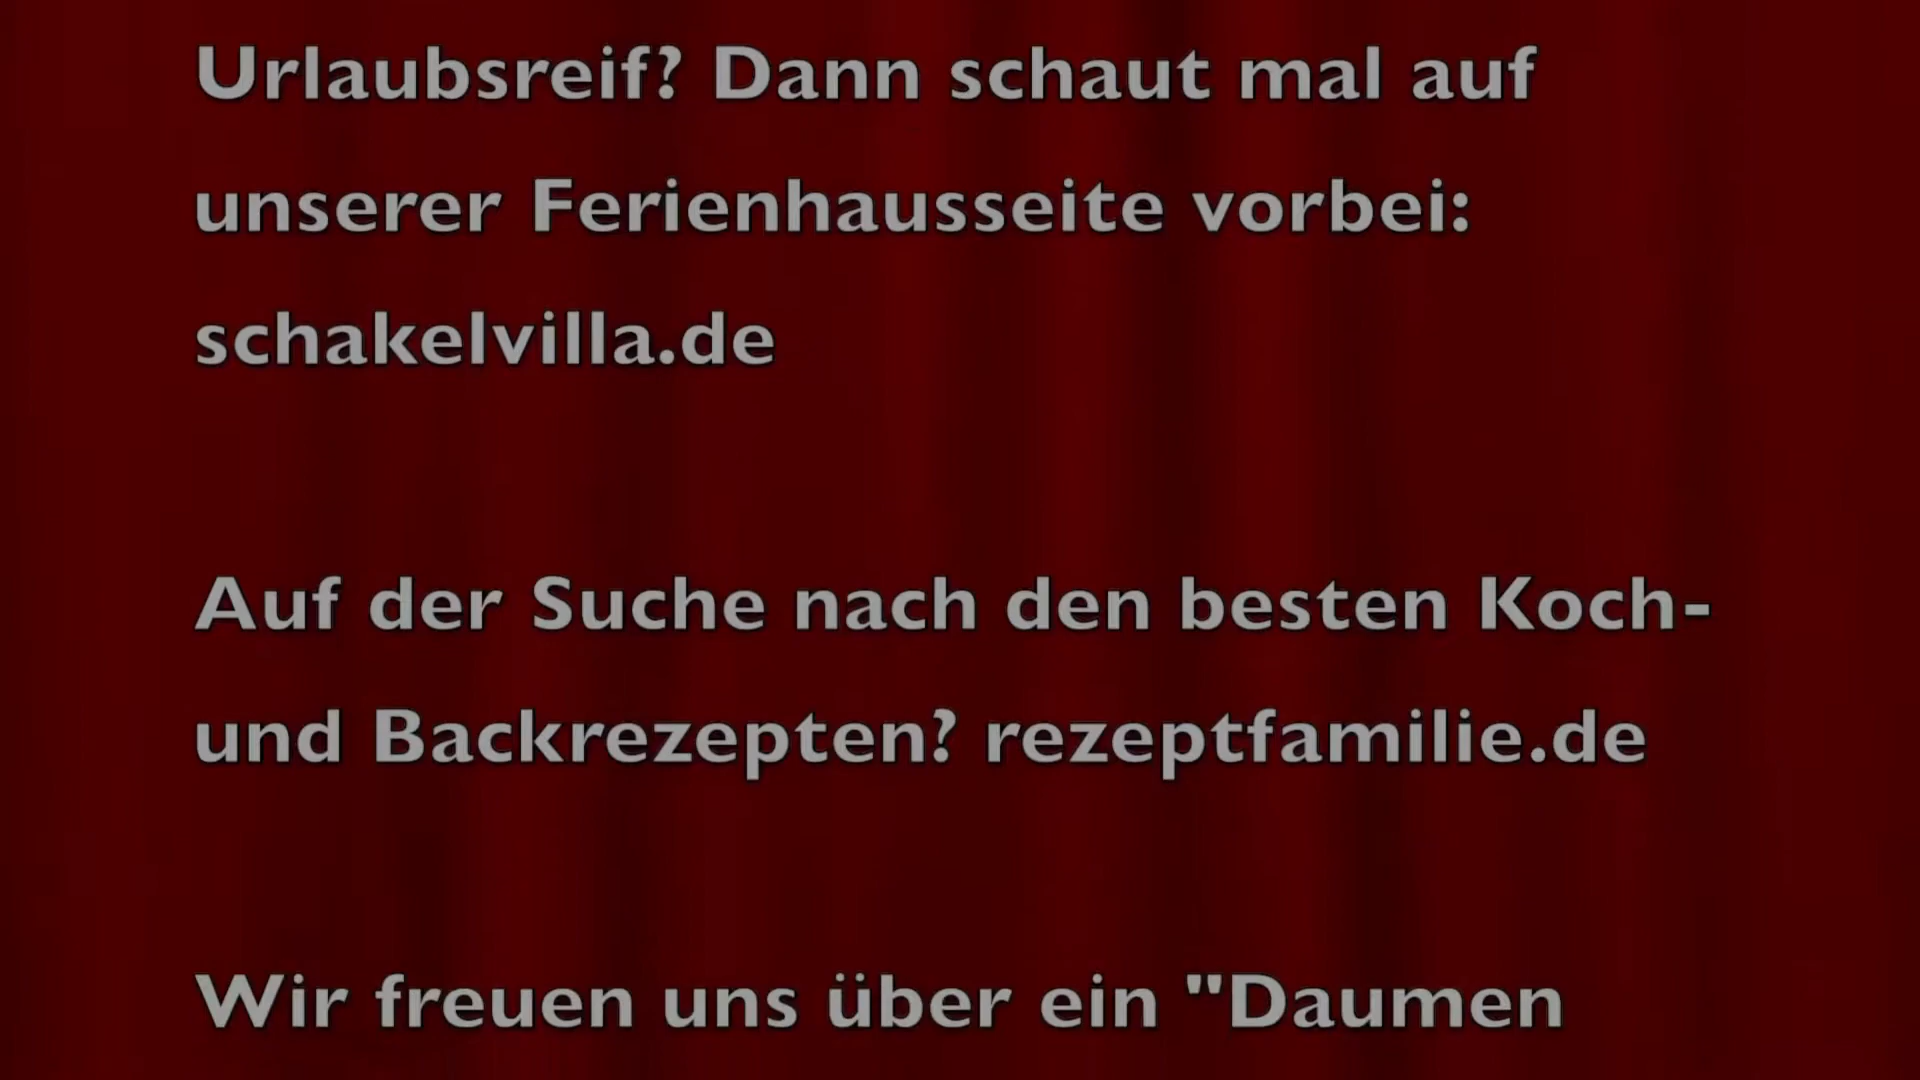 Urlaubsreif? Dann schaut mal auf
unserer Ferienhausseite vorbei:
schakelvilla.de
Auf der Suche nach den besten Koch-
und Backrezepten? rezeptfamilie.de
Wir freuen uns über ein "Daumen